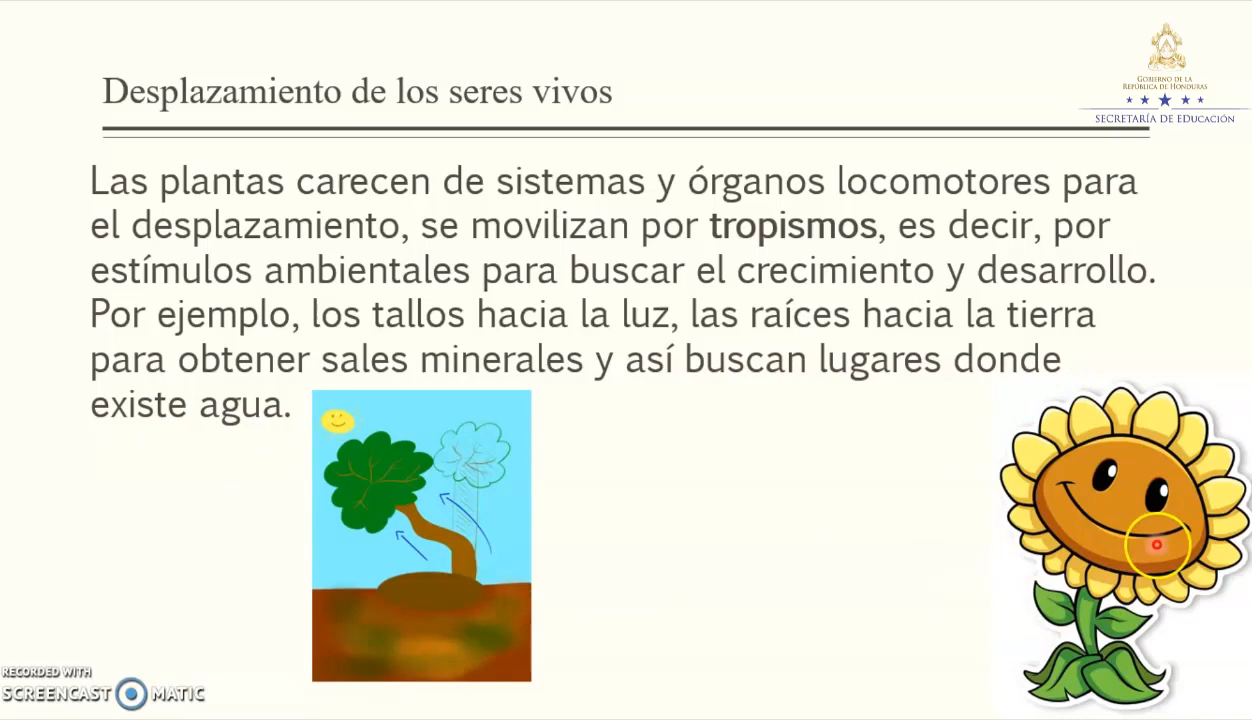 Desplazamiento de los seres vivos
GOBIERNO DE LA
REPÚBLICA DE HONDURAS
SECRETARÍA DE EDUCACIÓN
Las plantas carecen de sistemas y órganos locomotores para
el desplazamiento, se movilizan por tropismos, es decir, por
estímulos ambientales para buscar el crecimiento y desarrollo.
Por ejemplo, los tallos hacia la luz, las raíces hacia la tierra
para obtener sales minerales y así buscan lugares donde
existe agua.
RECORDED WITH
SCREENCAST MATIC